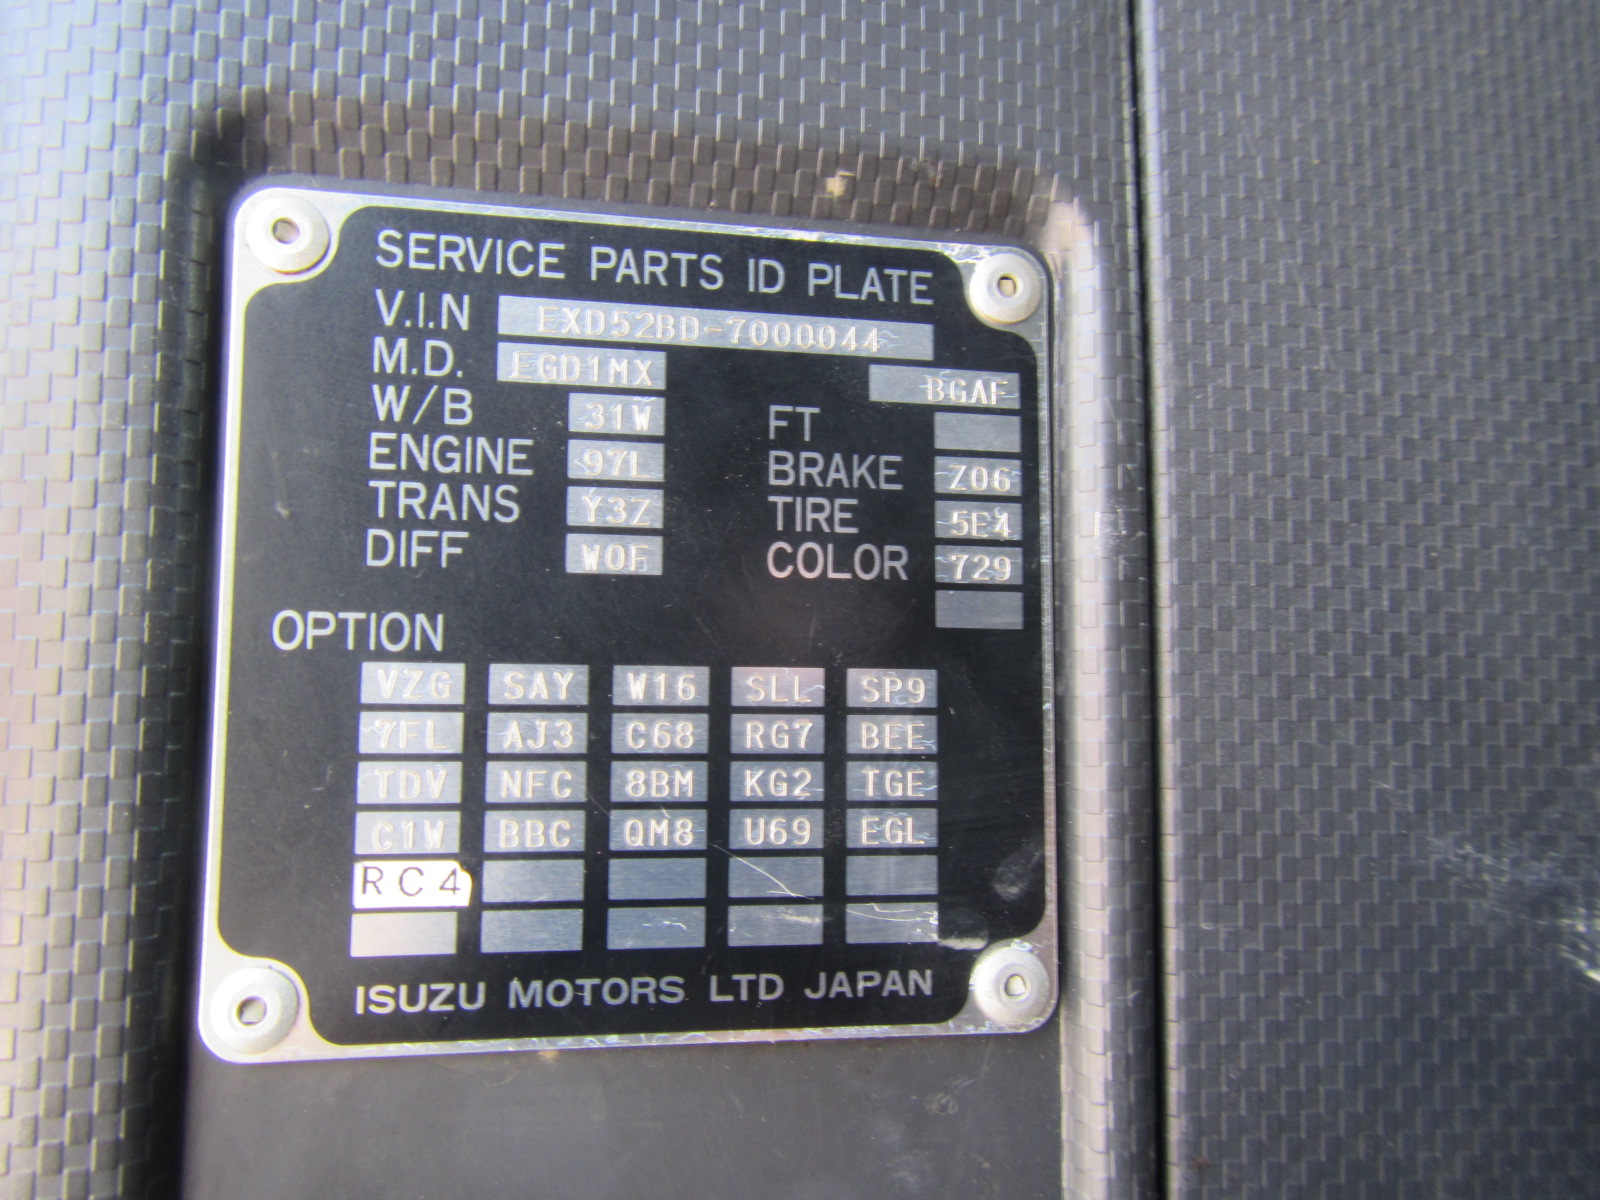 SERVICE PARTS ID PLATE
V.I.N EXD52BD-7000044
M.D. EGD1MX BGAF
W/B 31W FT
ENGINE 97L BRAKE Z06
TRANS Y3Z TIRE 5E4
DIFF W0F COLOR 729
OPTION
VZG SAY W16 SLL SP9
7FL AJ3 C68 RG7 BEE
TDV NFC 8BM KG2 TGE
C1W BBC QM8 U69 EGL
RC4
ISUZU MOTORS LTD JAPAN